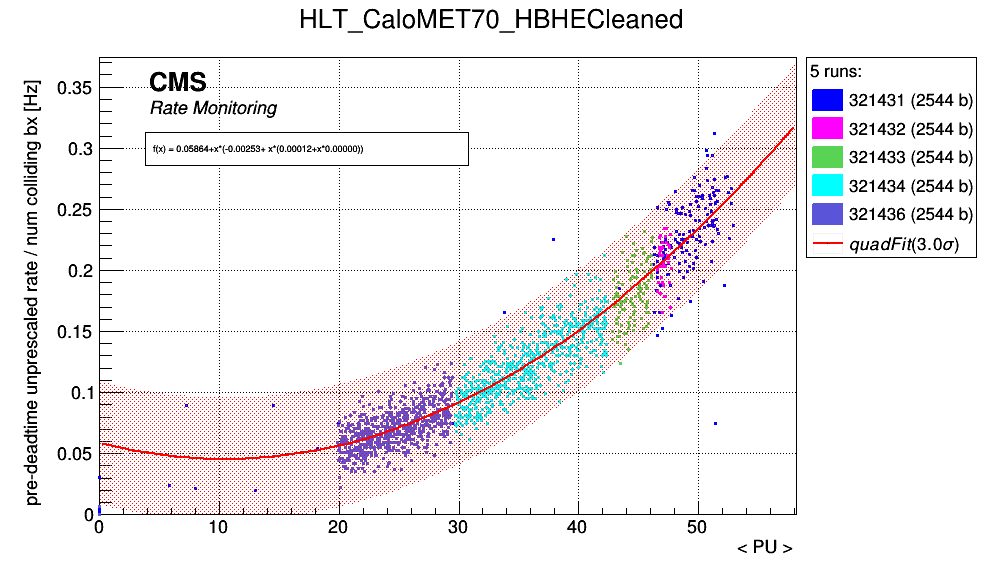 HLT_CaloMET70_HBHECleaned
pre-deadtime unprescaled rate / num colliding bx [Hz]
CMS
Rate Monitoring
f(x) = 0.05864+x*(-0.00253+ x*(0.00012+x*0.00000))
0.35
0.3
0.25
0.2
0.15
0.1
0.05
0
0 10 20 30 40 50
< PU >
5 runs:
321431 (2544 b)
321432 (2544 b)
321433 (2544 b)
321434 (2544 b)
321436 (2544 b)
quadFit(3.0σ)